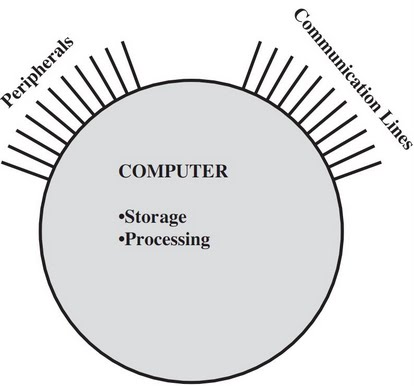 Peripherals
Communication Lines
COMPUTER
•Storage
•Processing